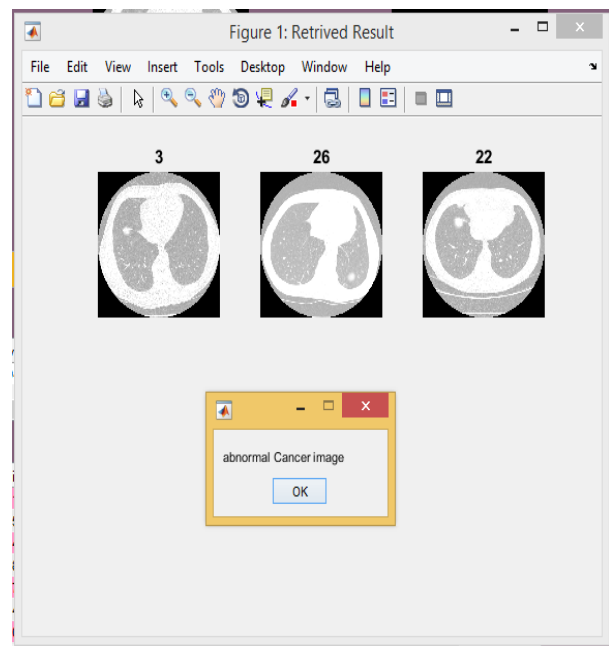 Figure 1: Retrived Result
File Edit View Insert Tools Desktop Window Help
3 26 22
abnormal Cancer image
OK